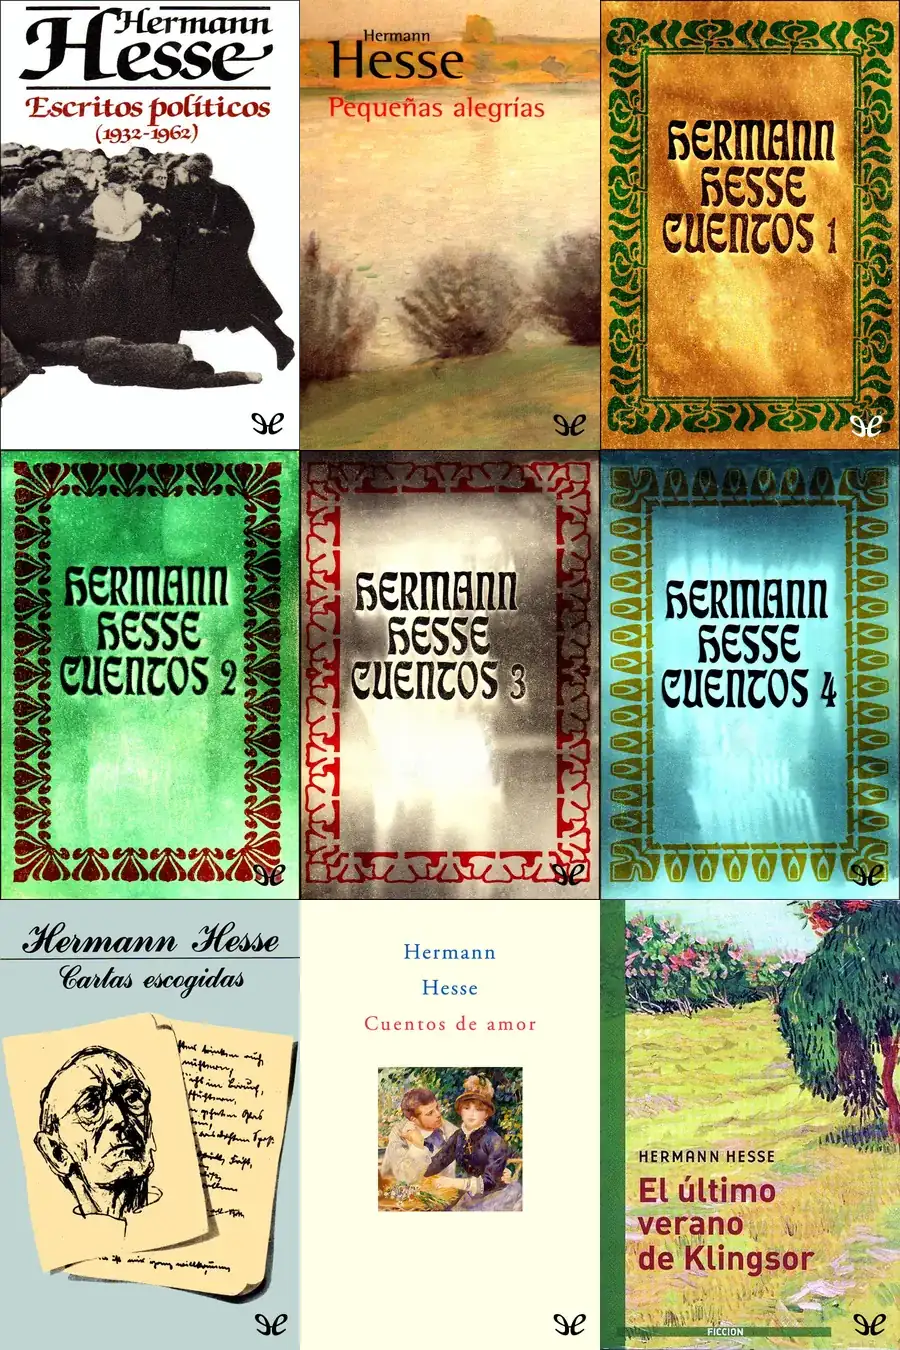 Hermann
Hesse
Escritos políticos
(1932-1962)
Hermann
Hesse
Pequeñas alegrías
HERMANN
HESSE
CUENTOS 1
HERMANN
HESSE
CUENTOS 2
HERMANN
HESSE
CUENTOS 3
HERMANN
HESSE
CUENTOS 4
Hermann Hesse
Cartas escogidas
Hermann
Hesse
Cuentos de amor
HERMANN HESSE
El último
verano
de Klingsor
FICCION